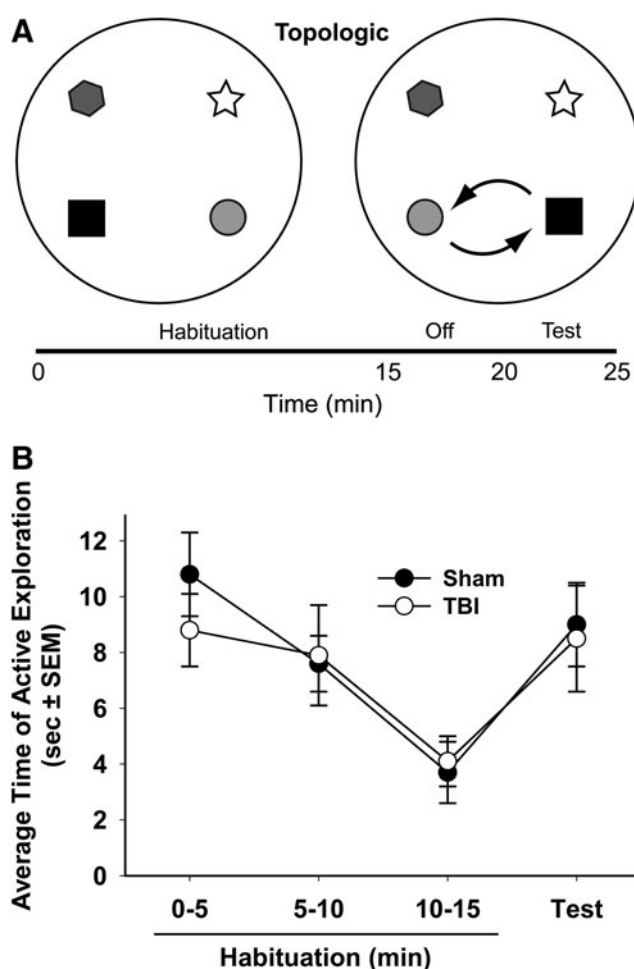 A
Topologic
Habituation Off Test
0 15 20 25
Time (min)
B
Average Time of Active Exploration
(sec ± SEM)
12
10
8
6
4
2
0
Sham
TBI
0-5 5-10 10-15 Test
Habituation (min)